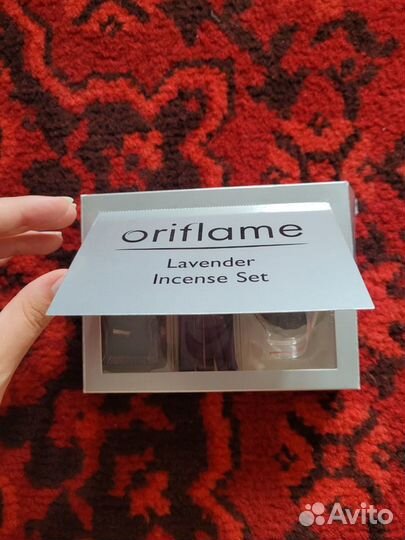 oriflame
Lavender
Incense Set
Avito